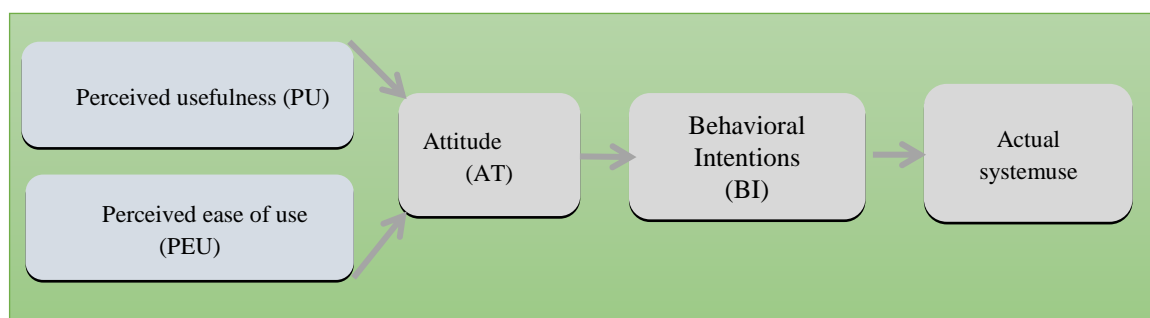 Perceived usefulness (PU)
Perceived ease of use
(PEU)
Attitude
(AT)
Behavioral
Intentions
(BI)
Actual
systemuse